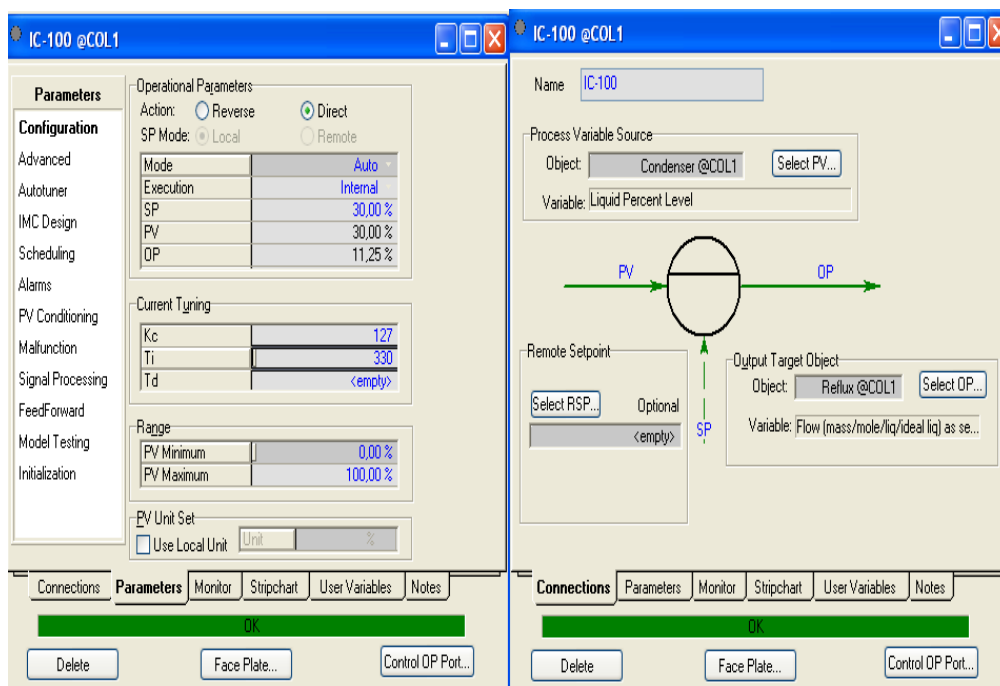 IC-100 @COL1
Parameters
Configuration
Advanced
Autotuner
IMC Design
Scheduling
Alarms
PV Conditioning
Malfunction
Signal Processing
FeedForward
Model Testing
Initialization
Operational Parameters
Action: Reverse Direct
SP Mode: Local Remote
Mode Auto
Execution Internal
SP 30,00 %
PV 30,00 %
OP 11,25 %
Current Tuning
Kc 127
Ti 330
Td <empty>
Range
PV Minimum 0,00 %
PV Maximum 100,00 %
PV Unit Set
Use Local Unit Unit %
Connections Parameters Monitor Stripchart User Variables Notes
OK
Delete Face Plate... Control OP Port...
IC-100 @COL1
Name IC-100
Process Variable Source
Object: Condenser @COL1 Select PV...
Variable: Liquid Percent Level
PV OP
Remote Setpoint
Select RSP... Optional
<empty>
SP
Output Target Object
Object: Reflux @COL1 Select OP...
Variable: Flow (mass/mole/liq/ideal liq) as se...
Connections Parameters Monitor Stripchart User Variables Notes
OK
Delete Face Plate... Control OP Port...